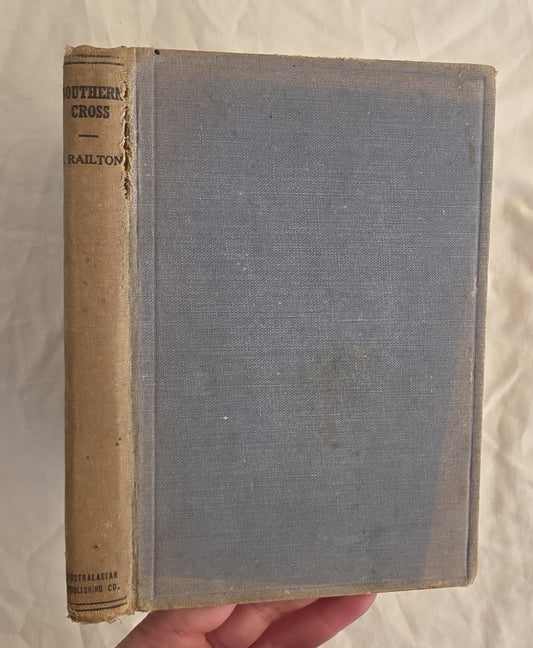 SOUTHERN
CROSS
RAILTON
AUSTRALASIAN
PUBLISHING CO.